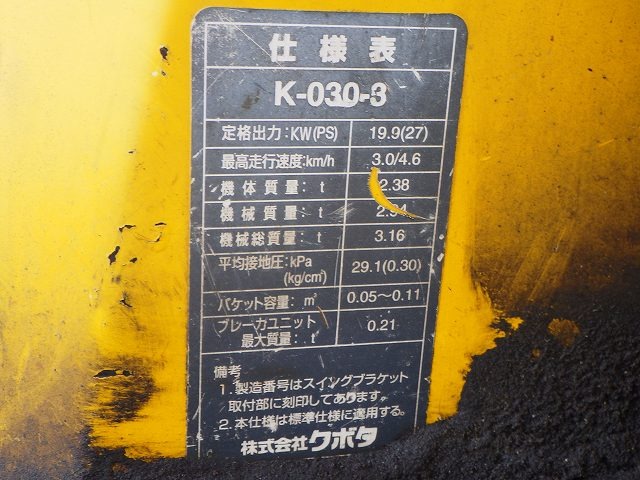 仕様表
K-030-3
定格出力:KW(PS) 19.9(27)
最高走行速度:km/h 3.0/4.6
機体質量: t 2.38
機械質量: t
機械総質量: t 3.16
平均接地圧:kPa
(kg/c㎡) 29.1(0.30)
バケット容量: ㎥ 0.05〜0.11
ブレーカユニット
最大質量: t 0.21
備考
1.製造番号はスイングブラケット
取付部に刻印してあります。
2.本仕様は標準仕様に適用する。
株式会社クボタ